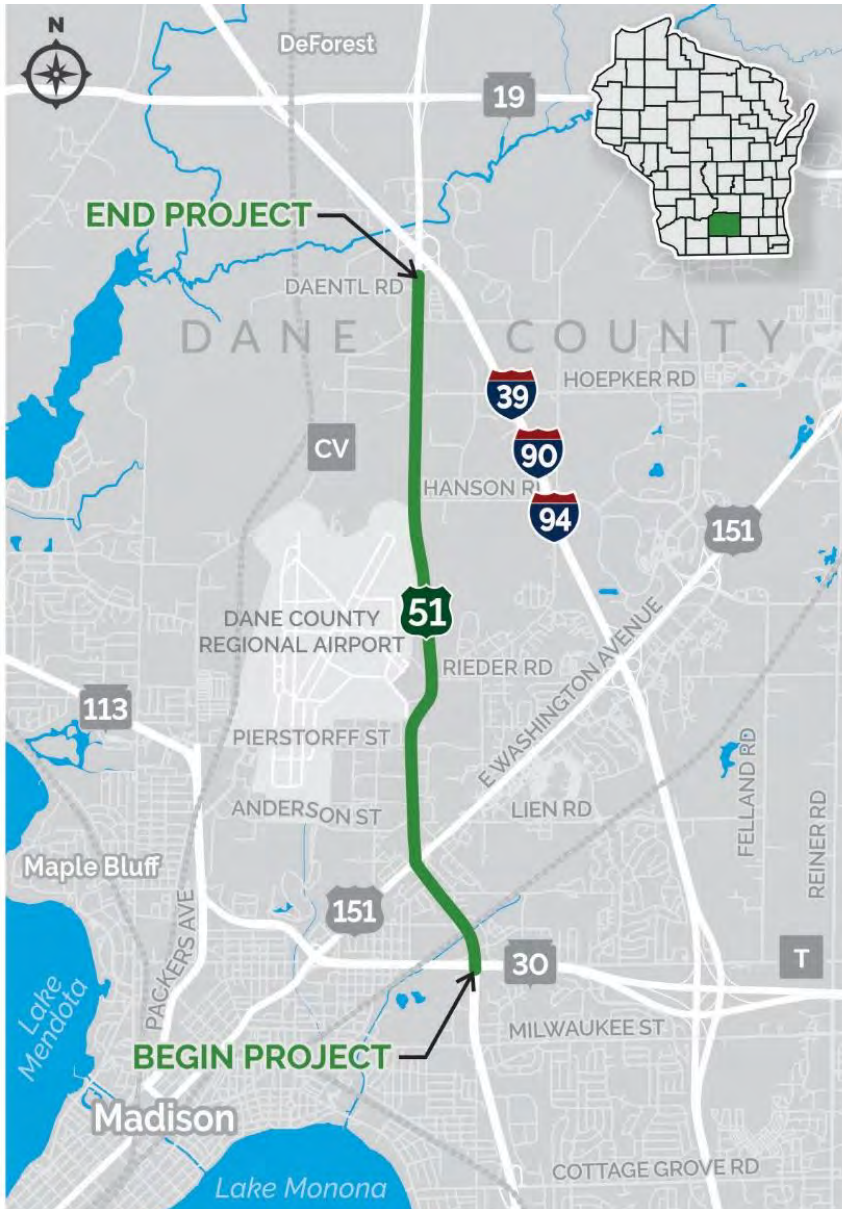 N
DeForest
19
END PROJECT
DAENTL RD
DANE COUNTY
HOEPKER RD
39
90
94
CV
HANSON R
151
51
DANE COUNTY
REGIONAL AIRPORT
RIEDER RD
113
PIERSTORFF ST
E WASHINGTON AVENUE
ANDERSON ST
LIEN RD
FELLAND RD
REINER RD
Maple Bluff
151
PACKERS AVE
30
T
Lake
Mendota
MILWAUKEE ST
BEGIN PROJECT
Madison
COTTAGE GROVE RD
Lake Monona